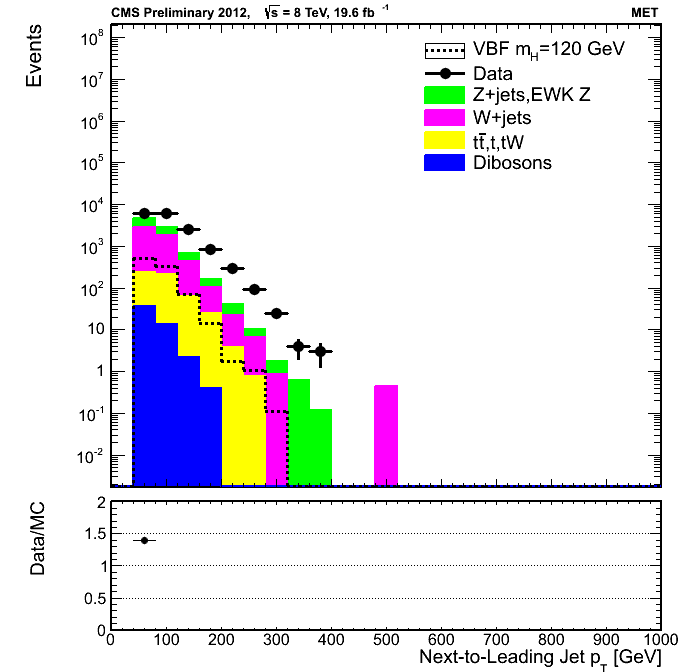 CMS Preliminary 2012, √s = 8 TeV, 19.6 fb⁻¹ MET
Events
10⁸
10⁷
10⁶
10⁵
10⁴
10³
10²
10
1
10⁻¹
10⁻²
VBF m_H=120 GeV
Data
Z+jets,EWK Z
W+jets
tt̄,t,tW
Dibosons
Data/MC
2
1.5
1
0.5
0
0 100 200 300 400 500 600 700 800 900 1000
Next-to-Leading Jet p_T [GeV]